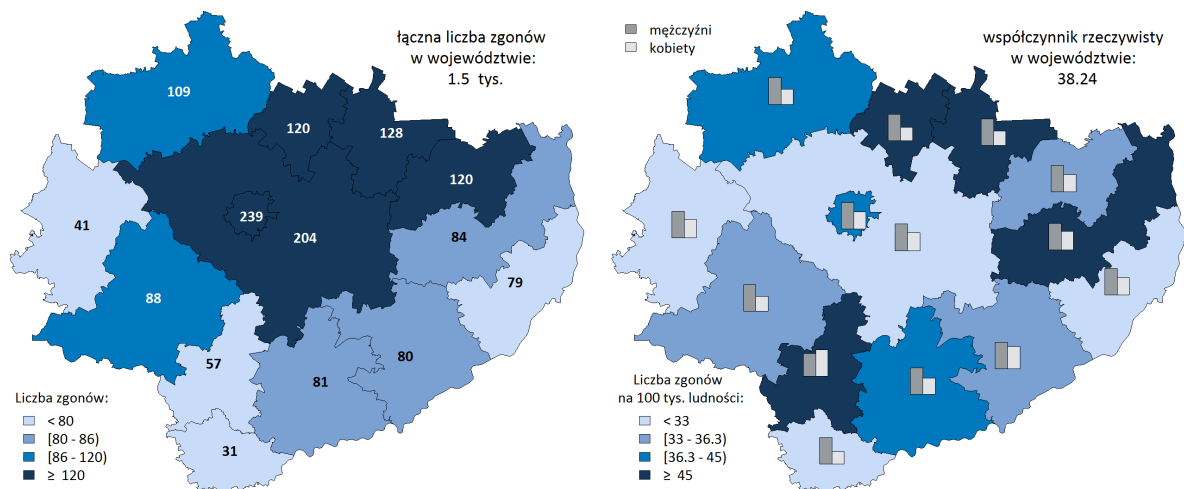 łączna liczba zgonów
w województwie:
1.5 tys.
109
120
128
120
41
239
204
84
79
88
57
80
81
31
Liczba zgonów:
< 80
[80 - 86)
[86 - 120)
≥ 120
mężczyźni
kobiety
współczynnik rzeczywisty
w województwie:
38.24
Liczba zgonów
na 100 tys. ludności:
< 33
[33 - 36.3)
[36.3 - 45)
≥ 45